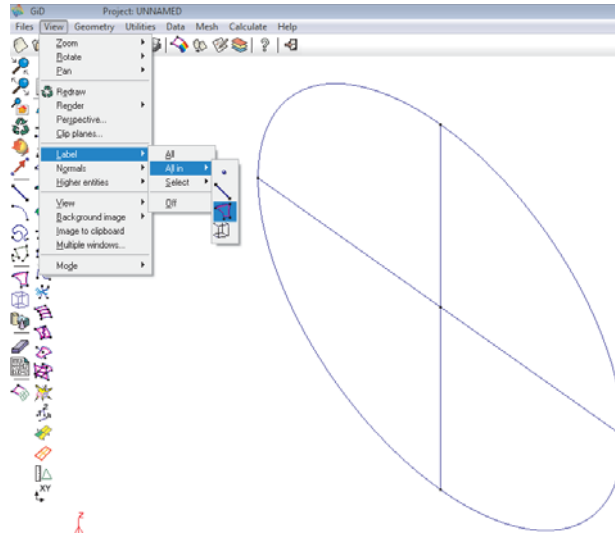 GiD Project: UNNAMED
Files View Geometry Utilities Data Mesh Calculate Help
Zoom
Rotate
Pan
Redraw
Render
Perspective...
Clip planes...
Label
Normals
Higher entities
View
Background image
Image to clipboard
Multiple windows...
Mode
All
All in
Select
Off
XY
z